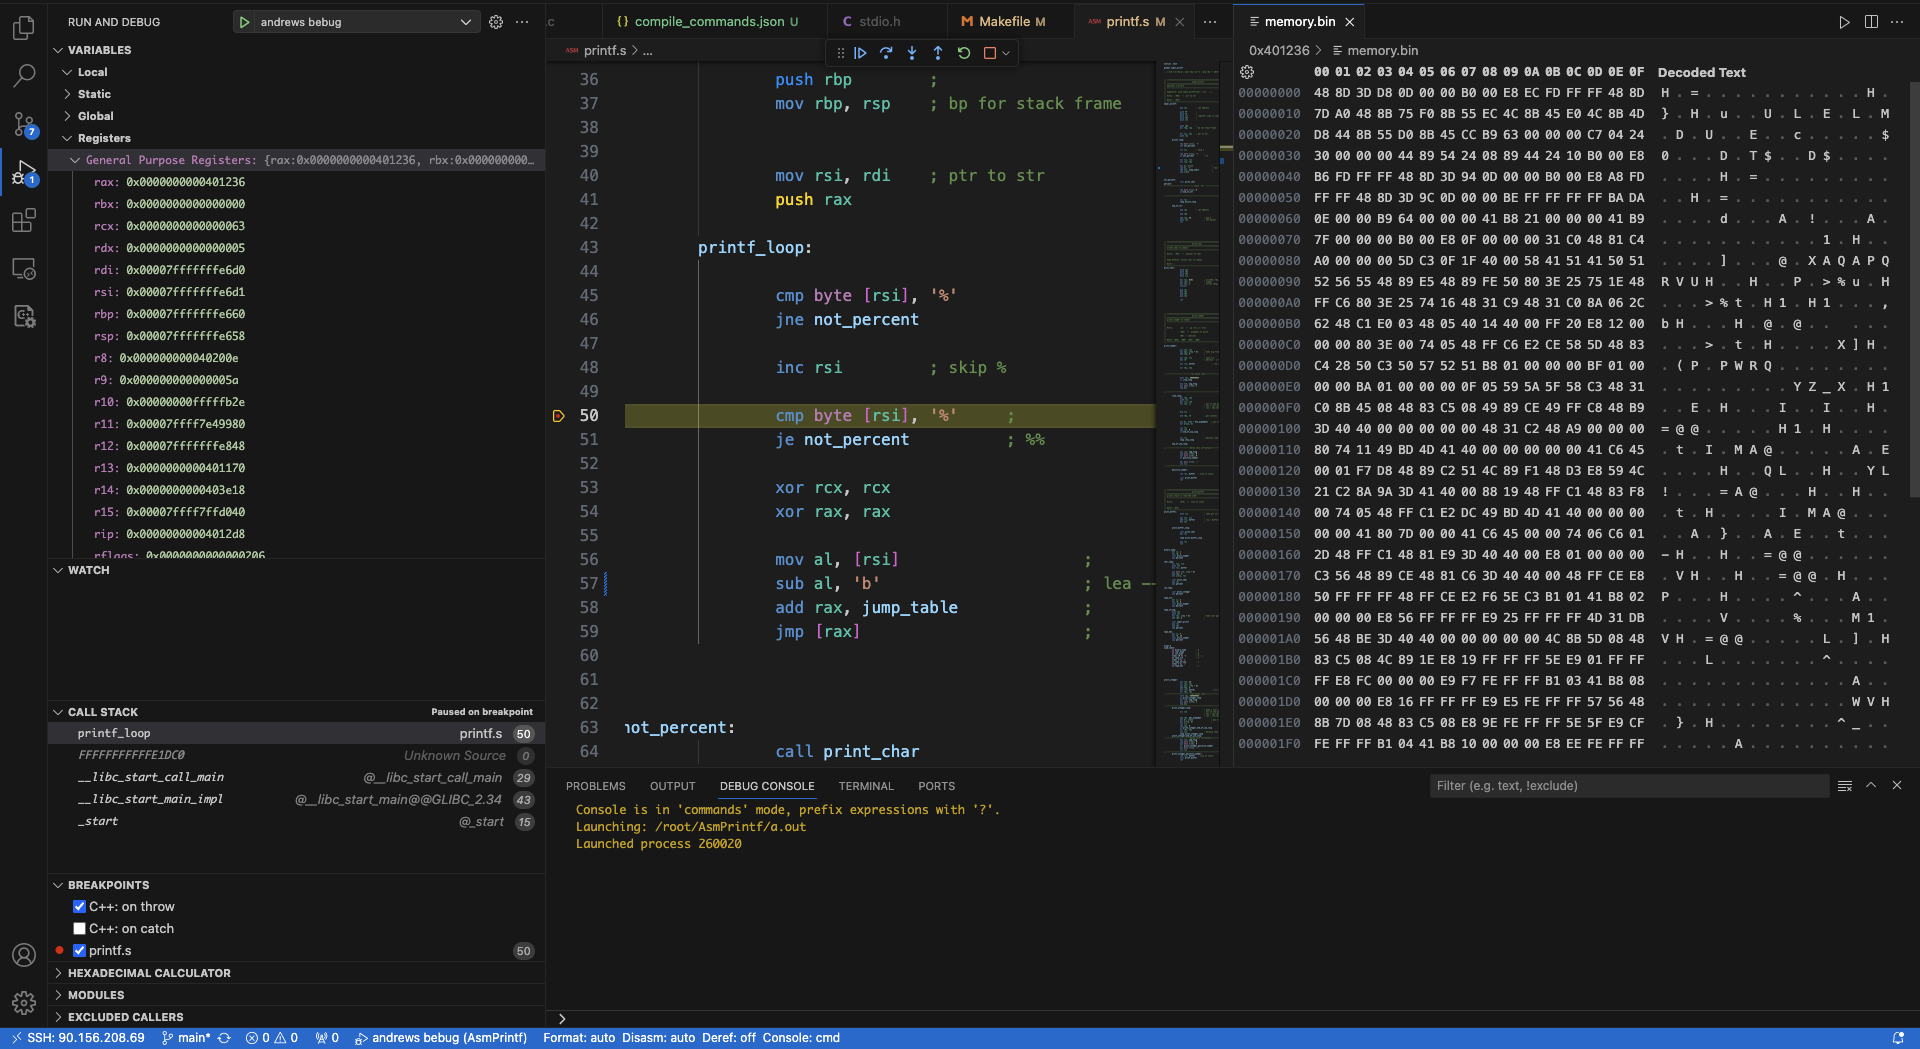 RUN AND DEBUG
andrews bebug
VARIABLES
Local
Static
Global
Registers
General Purpose Registers: {rax:0x0000000000401236, rbx:0x000000000...
rax: 0x0000000000401236
rbx: 0x0000000000000000
rcx: 0x0000000000000063
rdx: 0x0000000000000005
rdi: 0x00007fffffffe6d0
rsi: 0x00007fffffffe6d1
rbp: 0x00007fffffffe660
rsp: 0x00007fffffffe658
r8: 0x000000000040200e
r9: 0x000000000000005a
r10: 0x00000000fffffb2e
r11: 0x00007ffff7e49980
r12: 0x00007fffffffe848
r13: 0x0000000000401170
r14: 0x0000000000403e18
r15: 0x00007ffff7ffd040
rip: 0x00000000004012d8
rflags: 0x0000000000000206
WATCH
CALL STACK
Paused on breakpoint
printf_loop printf.s 50
FFFFFFFFFFFE1DC0 Unknown Source 0
__libc_start_call_main @__libc_start_call_main 29
__libc_start_main_impl @__libc_start_main@@GLIBC_2.34 43
_start @_start 15
BREAKPOINTS
C++: on throw
C++: on catch
printf.s 50
HEXADECIMAL CALCULATOR
MODULES
EXCLUDED CALLERS
.c {} compile_commands.json U C stdio.h M Makefile M ASM printf.s M
ASM printf.s > ...
36 push rbp ;
37 mov rbp, rsp ; bp for stack frame
38
39
40 mov rsi, rdi ; ptr to str
41 push rax
42
43 printf_loop:
44
45 cmp byte [rsi], '%'
46 jne not_percent
47
48 inc rsi ; skip %
49
50 cmp byte [rsi], '%' ;
51 je not_percent ; %%
52
53 xor rcx, rcx
54 xor rax, rax
55
56 mov al, [rsi] ;
57 sub al, 'b' ; lea —
58 add rax, jump_table ;
59 jmp [rax] ;
60
61
62
63 not_percent:
64 call print_char
memory.bin
0x401236 > memory.bin
00 01 02 03 04 05 06 07 08 09 0A 0B 0C 0D 0E 0F Decoded Text
00000000 48 8D 3D D8 0D 00 00 B0 00 E8 EC FD FF FF 48 8D H . = . . . . . . . . . . . H .
00000010 7D A0 48 8B 75 F0 8B 55 EC 4C 8B 45 E0 4C 8B 4D } . H . u . . U . L . E . L . M
00000020 D8 44 8B 55 D0 8B 45 CC B9 63 00 00 00 C7 04 24 . D . U . . E . . c . . . . . $
00000030 30 00 00 00 44 89 54 24 08 89 44 24 10 B0 00 E8 0 . . . D . T $ . . D $ . . . .
00000040 B6 FD FF FF 48 8D 3D 94 0D 00 00 B0 00 E8 A8 FD . . . . H . = . . . . . . . . .
00000050 FF FF 48 8D 3D 9C 0D 00 00 BE FF FF FF FF BA DA . . H . = . . . . . . . . . . .
00000060 0E 00 00 B9 64 00 00 00 41 B8 21 00 00 00 41 B9 . . . . d . . . A . ! . . . A .
00000070 7F 00 00 00 B0 00 E8 0F 00 00 00 31 C0 48 81 C4 . . . . . . . . . . . 1 . H . .
00000080 A0 00 00 00 5D C3 0F 1F 40 00 58 41 51 41 50 51 . . . . ] . . . @ . X A Q A P Q
00000090 52 56 55 48 89 E5 48 89 FE 50 80 3E 25 75 1E 48 R V U H . . H . . P . > % u . H
000000A0 FF C6 80 3E 25 74 16 48 31 C9 48 31 C0 8A 06 2C . . . > % t . H 1 . H 1 . . . ,
000000B0 62 48 C1 E0 03 48 05 40 14 40 00 FF 20 E8 12 00 b H . . . H . @ . @ . .   . . .
000000C0 00 00 80 3E 00 74 05 48 FF C6 E2 CE 58 5D 48 83 . . . > . t . H . . . . X ] H .
000000D0 C4 28 50 C3 50 57 52 51 B8 01 00 00 00 BF 01 00 . ( P . P W R Q . . . . . . . .
000000E0 00 00 BA 01 00 00 00 0F 05 59 5A 5F 58 C3 48 31 . . . . . . . . . Y Z _ X . H 1
000000F0 C0 8B 45 08 48 83 C5 08 49 89 CE 49 FF C8 48 B9 . . E . H . . . I . . I . . H .
00000100 3D 40 40 00 00 00 00 00 48 31 C2 48 A9 00 00 00 = @ @ . . . . . H 1 . H . . . .
00000110 80 74 11 49 BD 4D 41 40 00 00 00 00 00 41 C6 45 . t . I . M A @ . . . . . A . E
00000120 00 01 F7 D8 48 89 C2 51 4C 89 F1 48 D3 E8 59 4C . . . . H . . Q L . . H . . Y L
00000130 21 C2 8A 9A 3D 41 40 00 88 19 48 FF C1 48 83 F8 ! . . . = A @ . . . H . . H . .
00000140 00 74 05 48 FF C1 E2 DC 49 BD 4D 41 40 00 00 00 . t . H . . . . I . M A @ . . .
00000150 00 00 41 80 7D 00 00 41 C6 45 00 00 74 06 C6 01 . . A . } . . A . E . . t . . .
00000160 2D 48 FF C1 48 81 E9 3D 40 40 00 E8 01 00 00 00 - H . . H . . = @ @ . . . . . .
00000170 C3 56 48 89 CE 48 81 C6 3D 40 40 00 48 FF CE E8 . V H . . H . . = @ @ . H . . .
00000180 50 FF FF FF 48 FF CE E2 F6 5E C3 B1 01 41 B8 02 P . . . H . . . . ^ . . . A . .
00000190 00 00 00 E8 56 FF FF FF E9 25 FF FF FF 4D 31 DB . . . . V . . . . % . . . M 1 .
000001A0 56 48 BE 3D 40 40 00 00 00 00 00 4C 8B 5D 08 48 V H . = @ @ . . . . . L . ] . H
000001B0 83 C5 08 4C 89 1E E8 19 FF FF FF 5E E9 01 FF FF . . . L . . . . . . . ^ . . . .
000001C0 FF E8 FC 00 00 00 E9 F7 FE FF FF B1 03 41 B8 08 . . . . . . . . . . . . . A . .
000001D0 00 00 00 E8 16 FF FF FF E9 E5 FE FF FF 57 56 48 . . . . . . . . . . . . . W V H
000001E0 8B 7D 08 48 83 C5 08 E8 9E FE FF FF 5E 5F E9 CF . } . H . . . . . . . . ^ _ . .
000001F0 FE FF FF B1 04 41 B8 10 00 00 00 E8 EE FE FF FF . . . . . A . . . . . . . . . .
PROBLEMS OUTPUT DEBUG CONSOLE TERMINAL PORTS
Filter (e.g. text, !exclude)
Console is in 'commands' mode, prefix expressions with '?'.
Launching: /root/AsmPrintf/a.out
Launched process 260020
>
SSH: 90.156.208.69 main* 0 0 0 andrews bebug (AsmPrintf) Format: auto Disasm: auto Deref: off Console: cmd
7
1